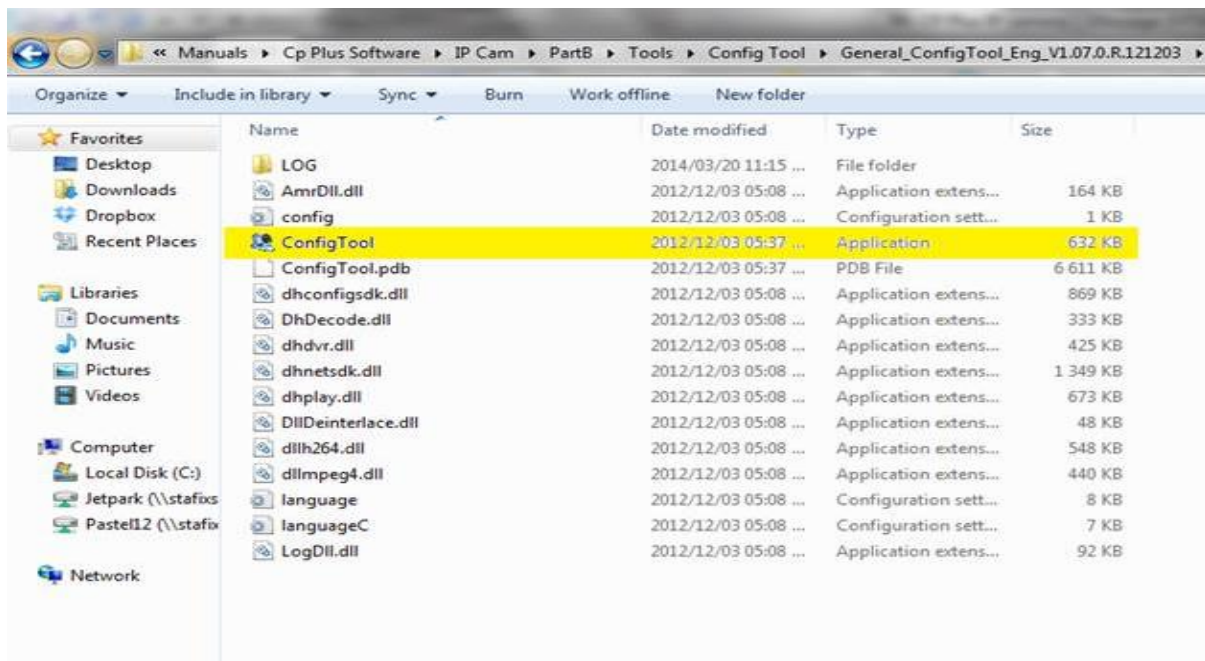 « Manuals ▸ Cp Plus Software ▸ IP Cam ▸ PartB ▸ Tools ▸ Config Tool ▸ General_ConfigTool_Eng_V1.07.0.R.121203 ▸
Organize ▾ Include in library ▾ Sync ▾ Burn Work offline New folder
Favorites
Desktop
Downloads
Dropbox
Recent Places
Libraries
Documents
Music
Pictures
Videos
Computer
Local Disk (C:)
Jetpark (\\stafixs
Pastel12 (\\stafix
Network
Name Date modified Type Size
LOG 2014/03/20 11:15 ... File folder
AmrDll.dll 2012/12/03 05:08 ... Application extens... 164 KB
config 2012/12/03 05:08 ... Configuration sett... 1 KB
ConfigTool 2012/12/03 05:37 ... Application 632 KB
ConfigTool.pdb 2012/12/03 05:37 ... PDB File 6 611 KB
dhconfigsdk.dll 2012/12/03 05:08 ... Application extens... 869 KB
DhDecode.dll 2012/12/03 05:08 ... Application extens... 333 KB
dhdvr.dll 2012/12/03 05:08 ... Application extens... 425 KB
dhnetsdk.dll 2012/12/03 05:08 ... Application extens... 1 349 KB
dhplay.dll 2012/12/03 05:08 ... Application extens... 673 KB
DllDeinterlace.dll 2012/12/03 05:08 ... Application extens... 48 KB
dllh264.dll 2012/12/03 05:08 ... Application extens... 548 KB
dllmpeg4.dll 2012/12/03 05:08 ... Application extens... 440 KB
language 2012/12/03 05:08 ... Configuration sett... 8 KB
languageC 2012/12/03 05:08 ... Configuration sett... 7 KB
LogDll.dll 2012/12/03 05:08 ... Application extens... 92 KB